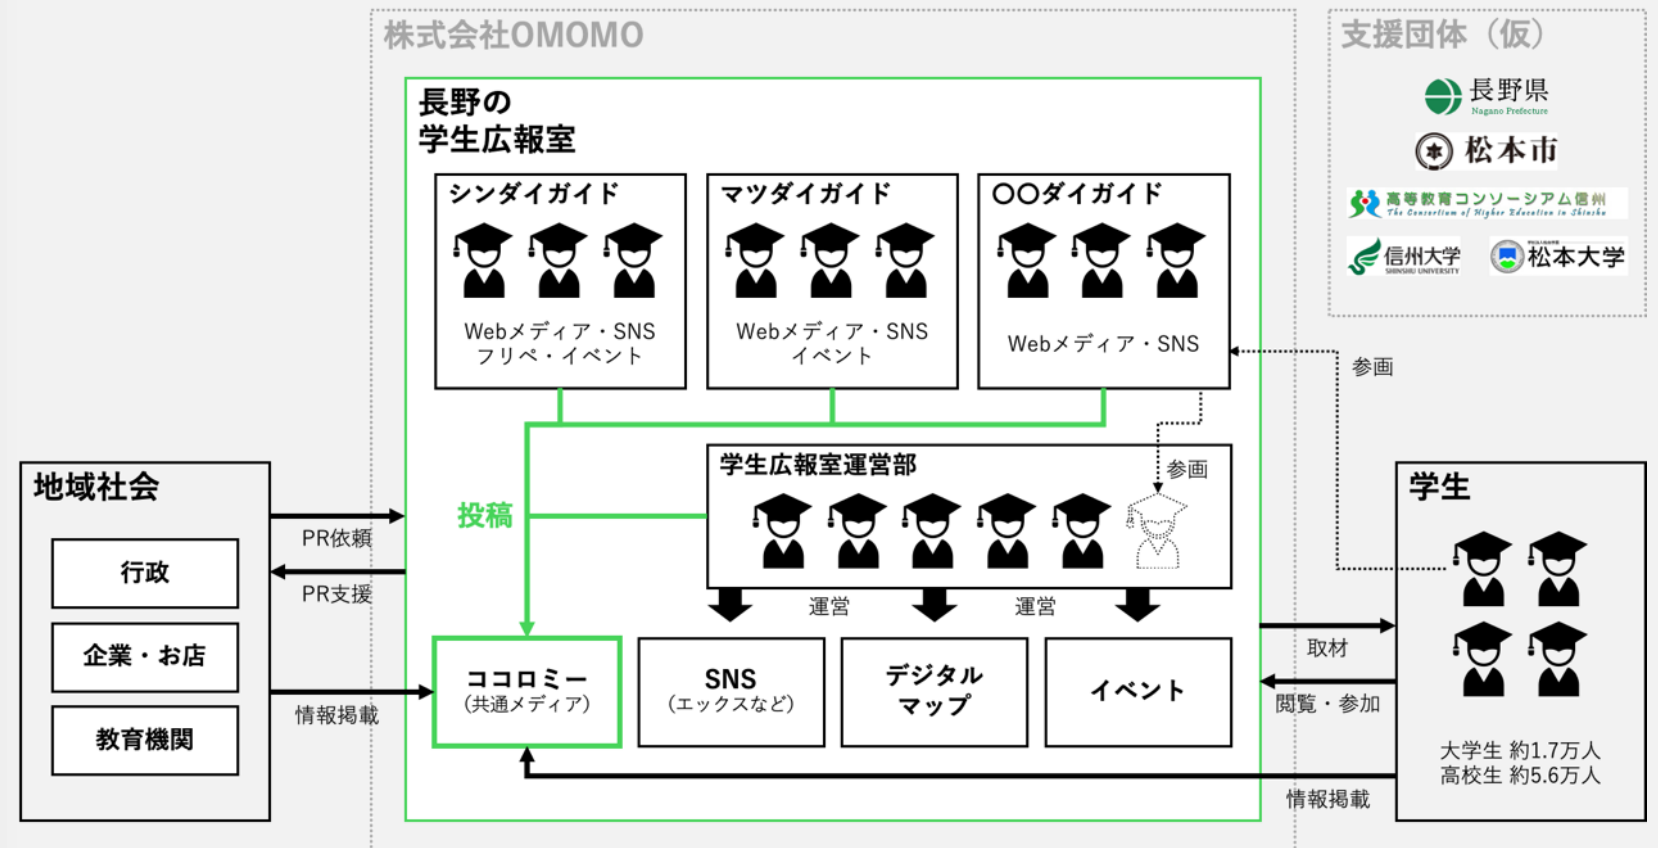 株式会社OMOMO
支援団体（仮）
長野県
Nagano Prefecture
松本市
高等教育コンソーシアム信州
The Consortium of Higher Education in Shinshu
信州大学
SHINSHU UNIVERSITY
松本大学
長野の
学生広報室
シンダイガイド
Webメディア・SNS
フリペ・イベント
マツダイガイド
Webメディア・SNS
イベント
〇〇ダイガイド
Webメディア・SNS
参画
学生広報室運営部
参画
投稿
運営
運営
地域社会
行政
企業・お店
教育機関
PR依頼
PR支援
情報掲載
ココロミー
（共通メディア）
SNS
（エックスなど）
デジタル
マップ
イベント
学生
大学生 約1.7万人
高校生 約5.6万人
取材
閲覧・参加
情報掲載